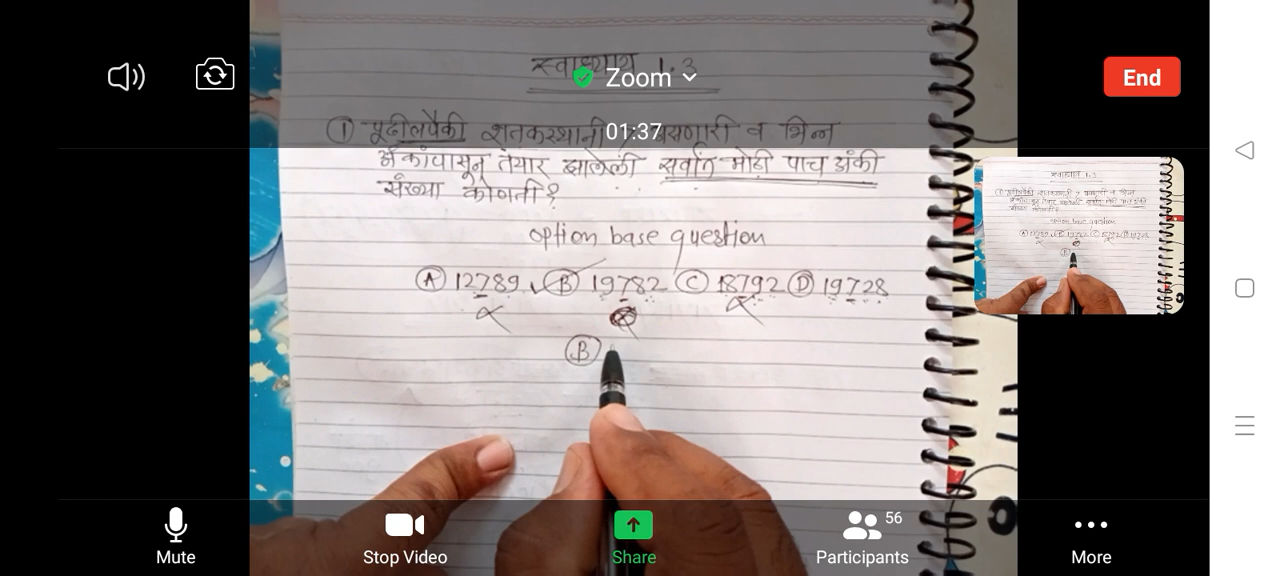 स्वाध्याय 1.3
Zoom
End
01:37
① पूढीलपैकी शतकस्थानी 7 असणारी व भिन्न
अंकांपासून तयार झालेली सर्वात मोठी पाच अंकी
संख्या कोणती?
option base question
Ⓐ 12789 Ⓑ 19782 Ⓒ 18792 Ⓓ 19728
Ⓑ
Mute
Stop Video
Share
Participants 56
More